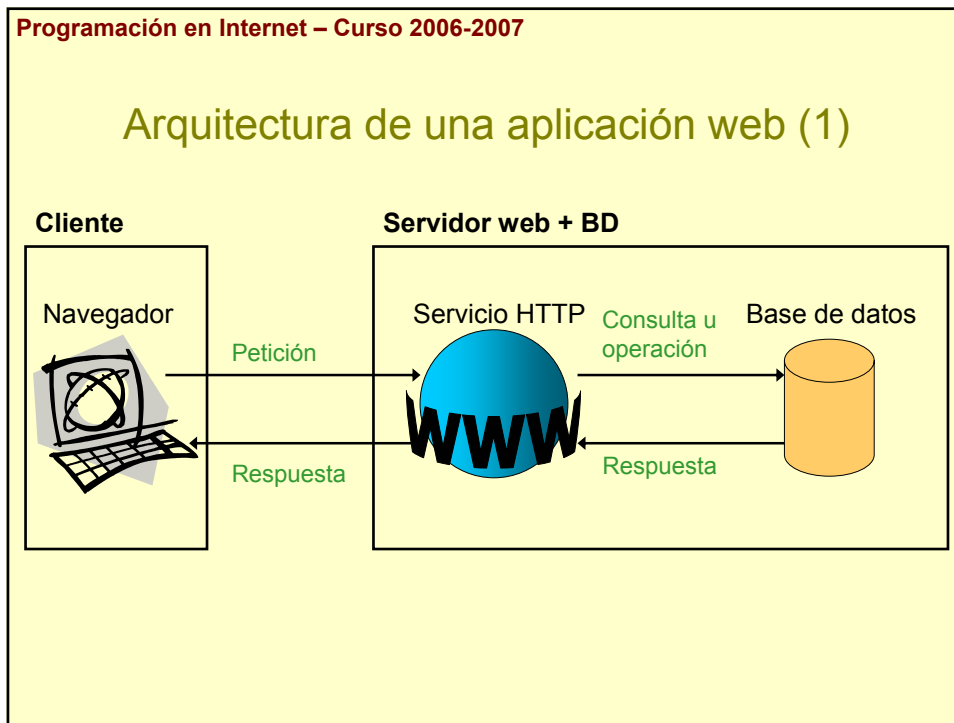 Programación en Internet – Curso 2006-2007
Arquitectura de una aplicación web (1)
Cliente
Servidor web + BD
Navegador
Servicio HTTP
Base de datos
Petición
Consulta u
operación
WWW
Respuesta
Respuesta